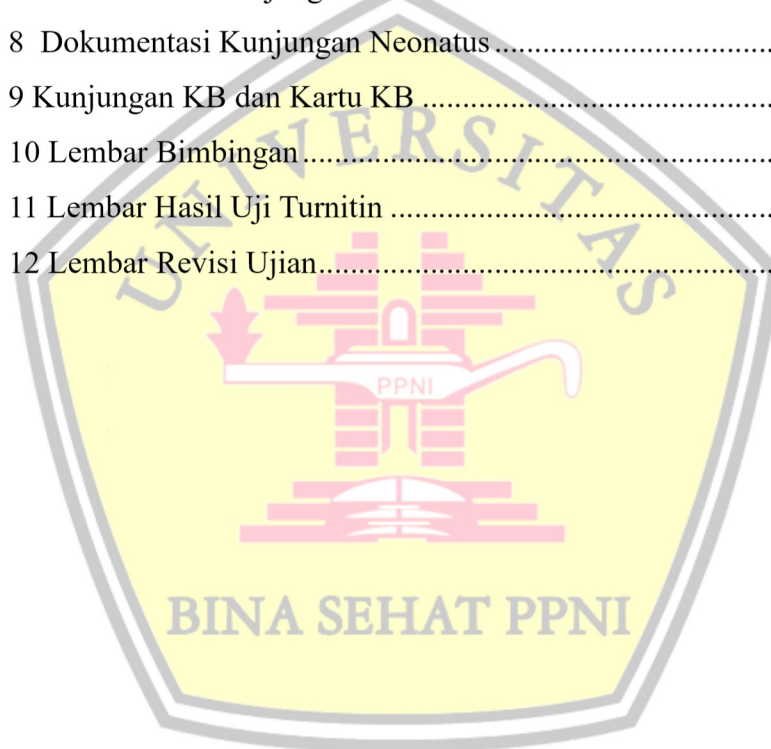 8 Dokumentasi Kunjungan Neonatus................................
9 Kunjungan KB dan Kartu KB ................................
10 Lembar Bimbingan................................
11 Lembar Hasil Uji Turnitin ................................
12 Lembar Revisi Ujian................................
UNIVERSITAS
PPNI
BINA SEHAT PPNI